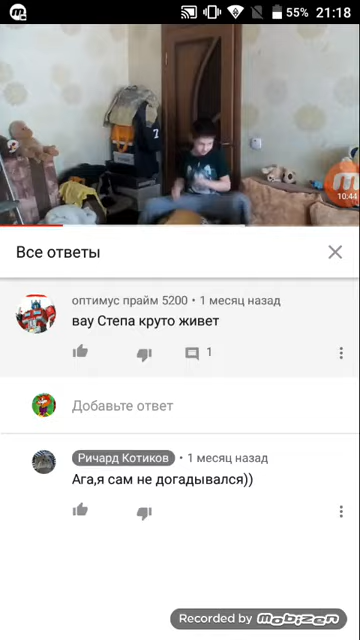 55% 21:18
7
10:44
Все ответы
оптимус прайм 5200 • 1 месяц назад
вау Степа круто живет
1
Добавьте ответ
Ричард Котиков • 1 месяц назад
Ага,я сам не догадывался))
Recorded by mobizen